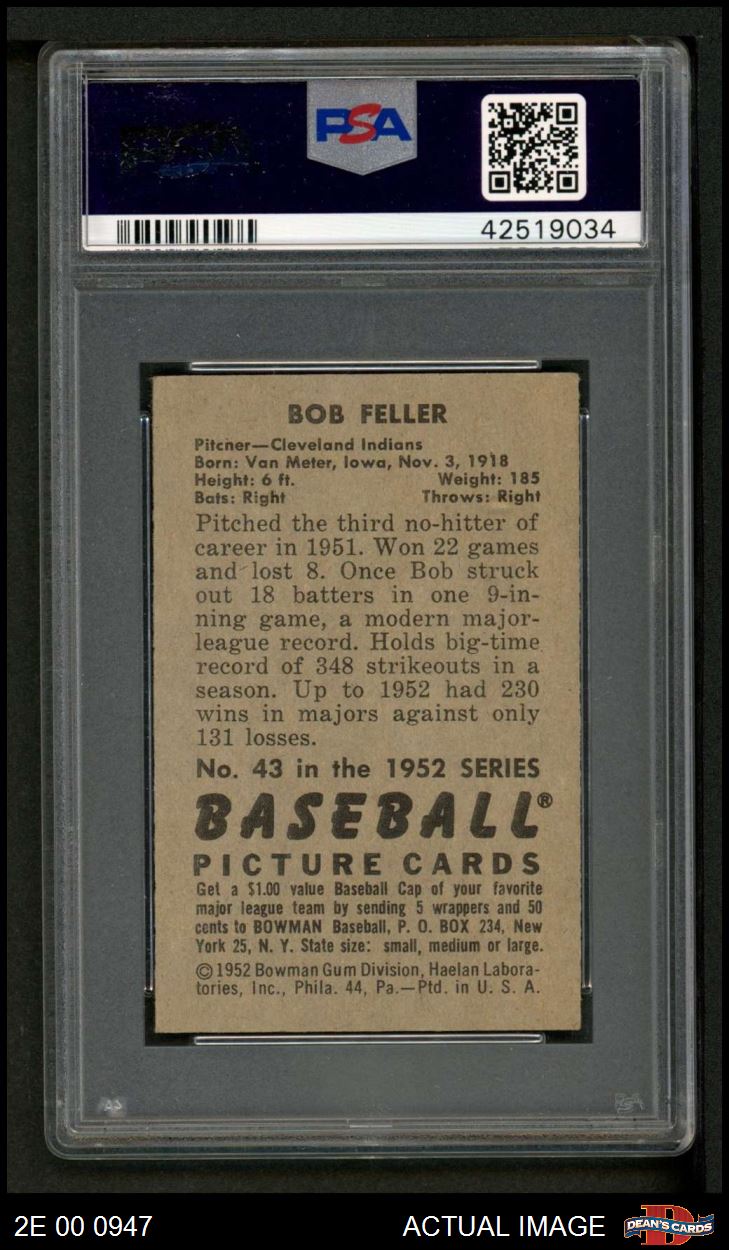 PSA
42519034
BOB FELLER
Pitcher—Cleveland Indians
Born: Van Meter, Iowa, Nov. 3, 1918
Height: 6 ft. Weight: 185
Bats: Right Throws: Right
Pitched the third no-hitter of
career in 1951. Won 22 games
and lost 8. Once Bob struck
out 18 batters in one 9-in-
ning game, a modern major-
league record. Holds big-time
record of 348 strikeouts in a
season. Up to 1952 had 230
wins in majors against only
131 losses.
No. 43 in the 1952 SERIES
BASEBALL®
PICTURE CARDS
Get a $1.00 value Baseball Cap of your favorite
major league team by sending 5 wrappers and 50
cents to BOWMAN Baseball, P. O. BOX 234, New
York 25, N. Y. State size: small, medium or large.
©1952 Bowman Gum Division, Haelan Labora-
tories, Inc., Phila. 44, Pa.—Ptd. in U. S. A.
PSA
2E 00 0947 ACTUAL IMAGE DEAN'S CARDS